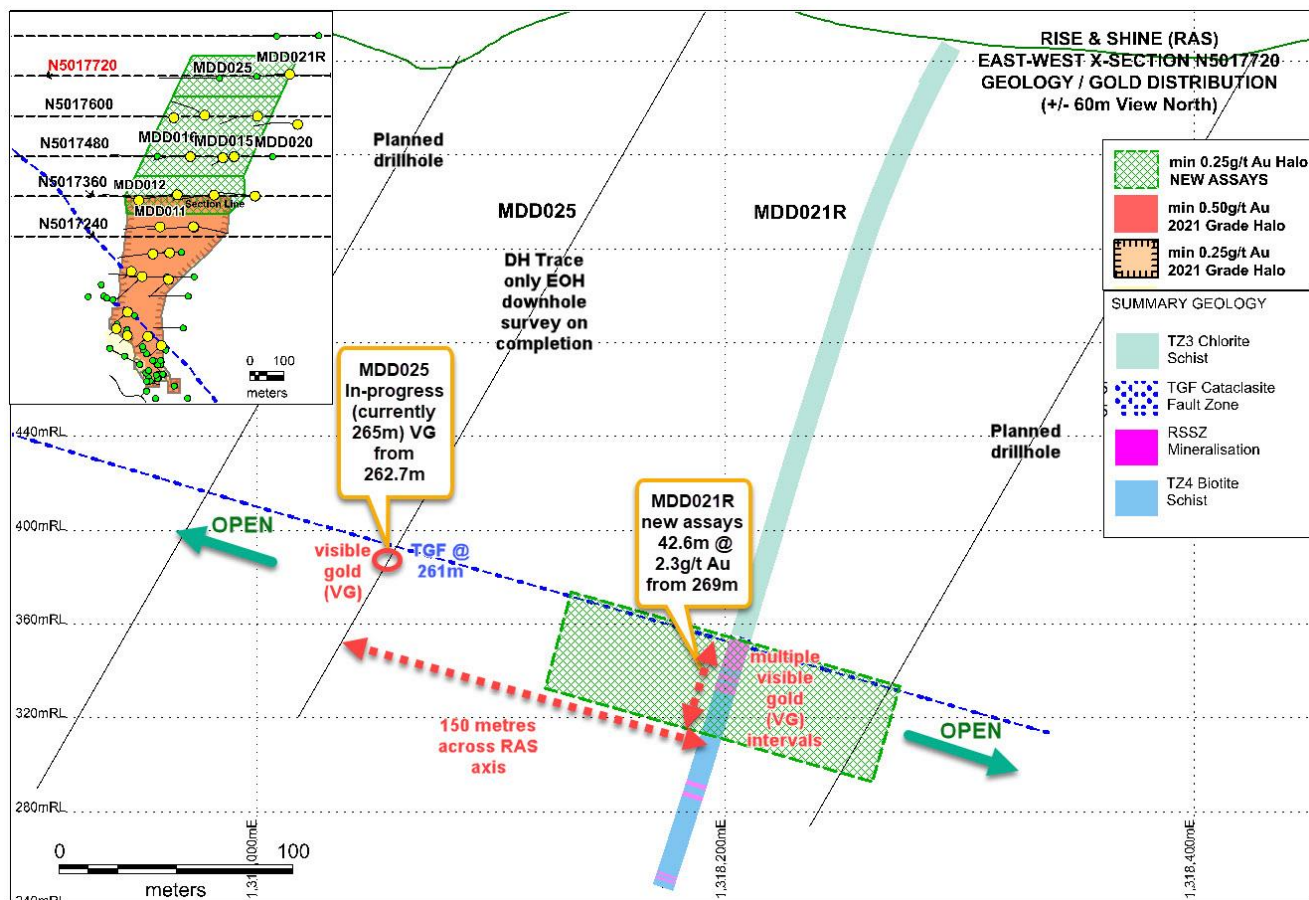 RISE & SHINE (RAS)
EAST-WEST X-SECTION N5017720
GEOLOGY / GOLD DISTRIBUTION
(+/- 60m View North)
N5017720
MDD025
MDD021R
N5017600
MDD016
MDD015
MDD020
N5017480
N5017360
MDD012
Section Line
MDD011
N5017240
0 100
meters
Planned
drillhole
MDD025
MDD021R
DH Trace
only EOH
downhole
survey on
completion
min 0.25g/t Au Halo
NEW ASSAYS
min 0.50g/t Au
2021 Grade Halo
min 0.25g/t Au
2021 Grade Halo
SUMMARY GEOLOGY
TZ3 Chlorite
Schist
TGF Cataclasite
Fault Zone
RSSZ
Mineralisation
TZ4 Biotite
Schist
MDD025
In-progress
(currently
265m) VG
from
262.7m
Planned
drillhole
440mRL
400mRL
360mRL
320mRL
280mRL
OPEN
visible
gold
(VG)
TGF @
261m
MDD021R
new assays
42.6m @
2.3g/t Au
from 269m
multiple
visible
gold
(VG)
intervals
150 metres
across RAS
axis
OPEN
0 100
meters
1,318,200mE
1,318,400mE